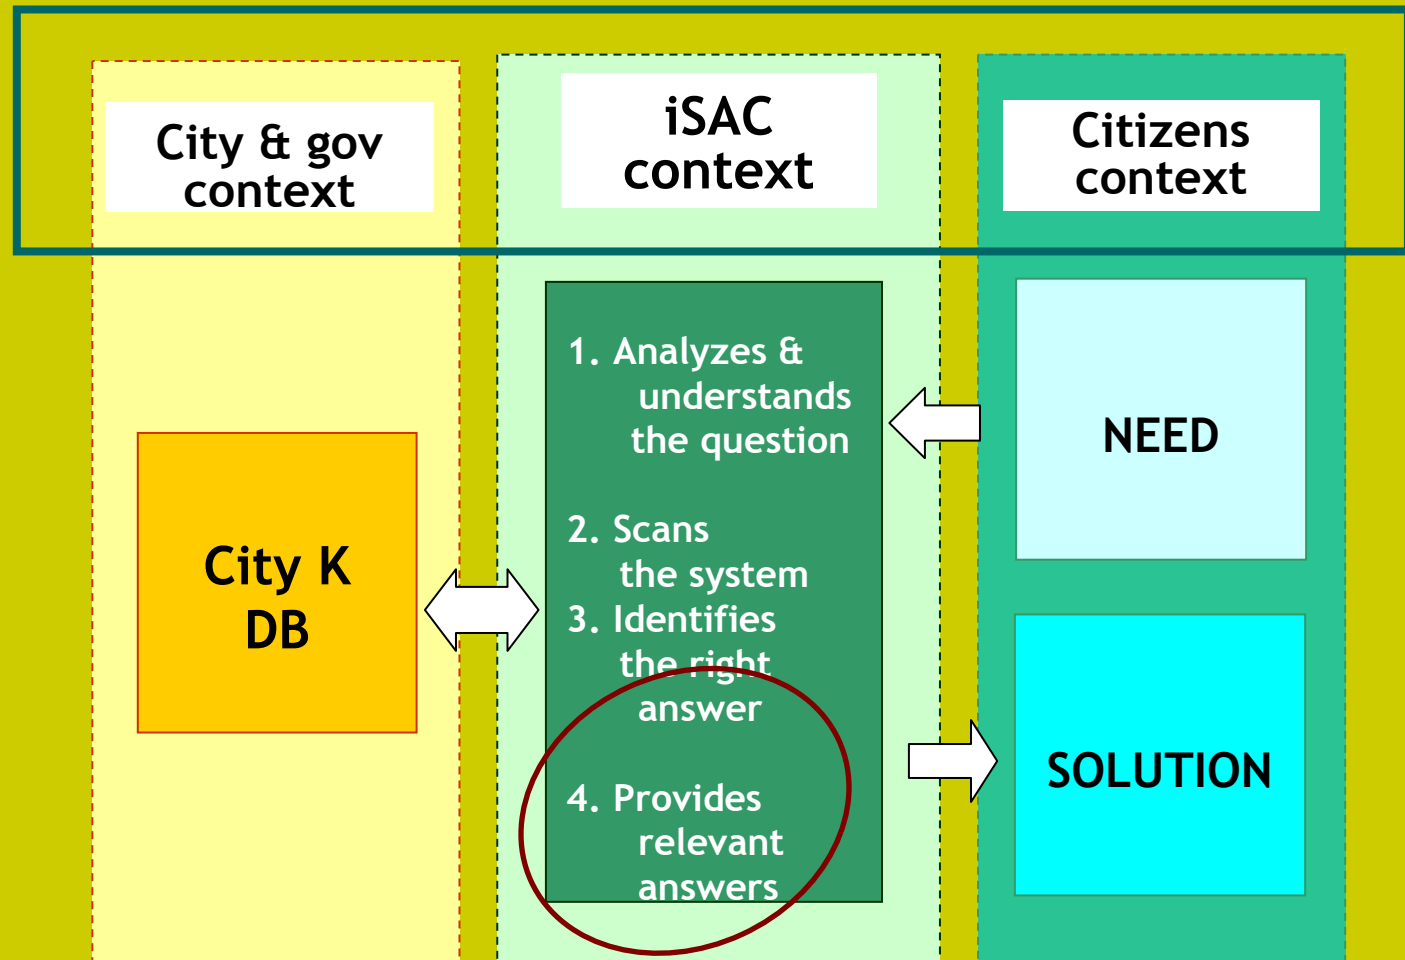 City & gov
context
iSAC
context
Citizens
context
City K
DB
1. Analyzes &
understands
the question
2. Scans
the system
3. Identifies
the right
answer
4. Provides
relevant
answers
NEED
SOLUTION